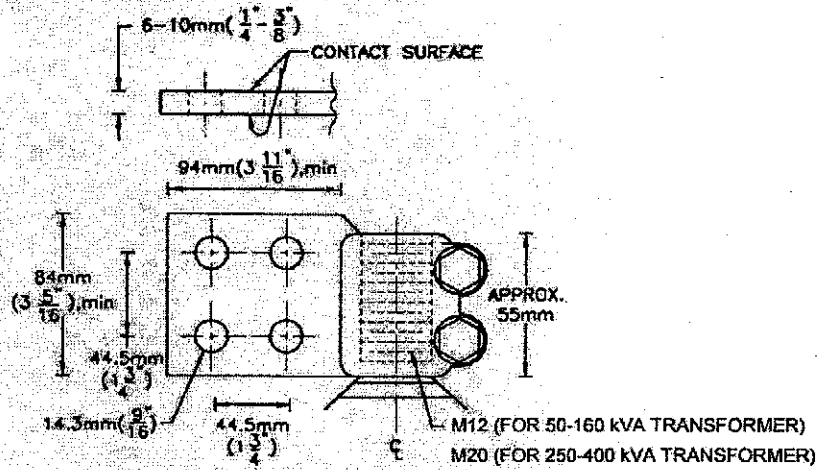 6-10mm(1/4"-3/8")
CONTACT SURFACE
94mm(3 11/16"),min
84mm
(3 5/16"),min
APPROX.
55mm
44.5mm
(1 3/4")
14.3mm(9/16")
44.5mm
(1 3/4")
M12 (FOR 50-160 kVA TRANSFORMER)
℄
M20 (FOR 250-400 kVA TRANSFORMER)